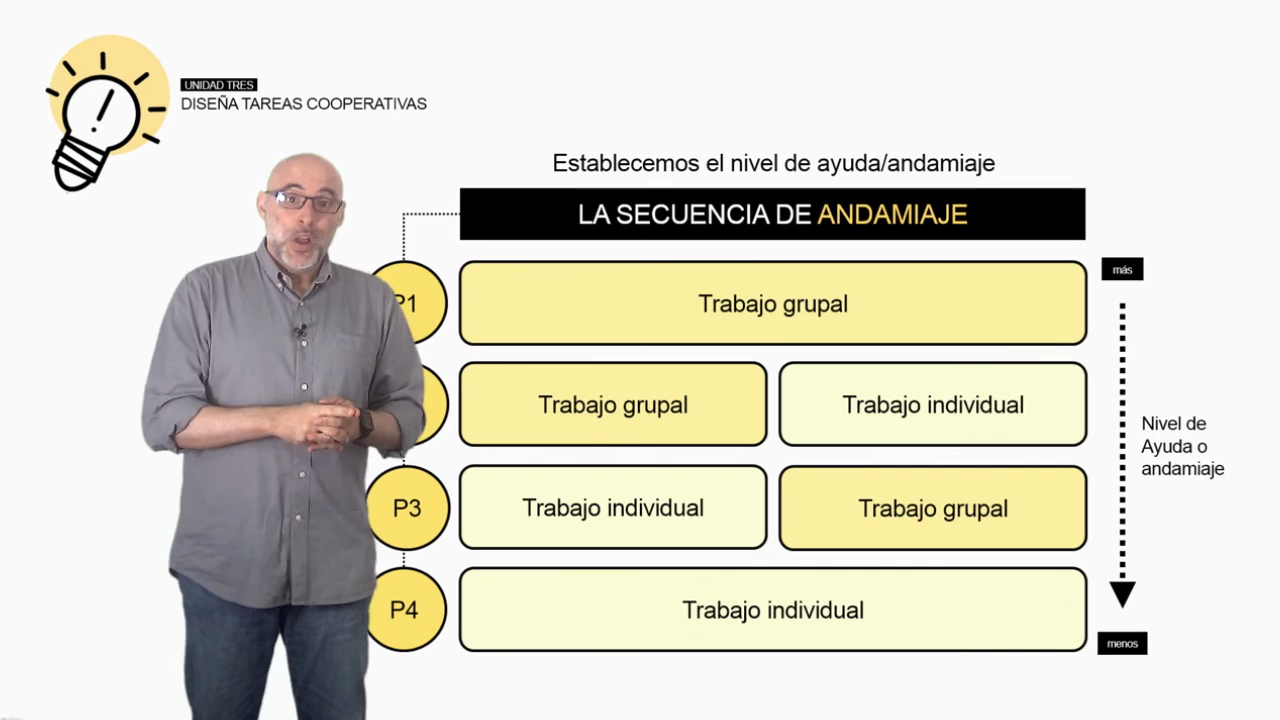 UNIDAD TRES
DISEÑA TAREAS COOPERATIVAS
Establecemos el nivel de ayuda/andamiaje
LA SECUENCIA DE ANDAMIAJE
más
P1
Trabajo grupal
Trabajo grupal
Trabajo individual
Nivel de
Ayuda o
andamiaje
P3
Trabajo individual
Trabajo grupal
P4
Trabajo individual
menos